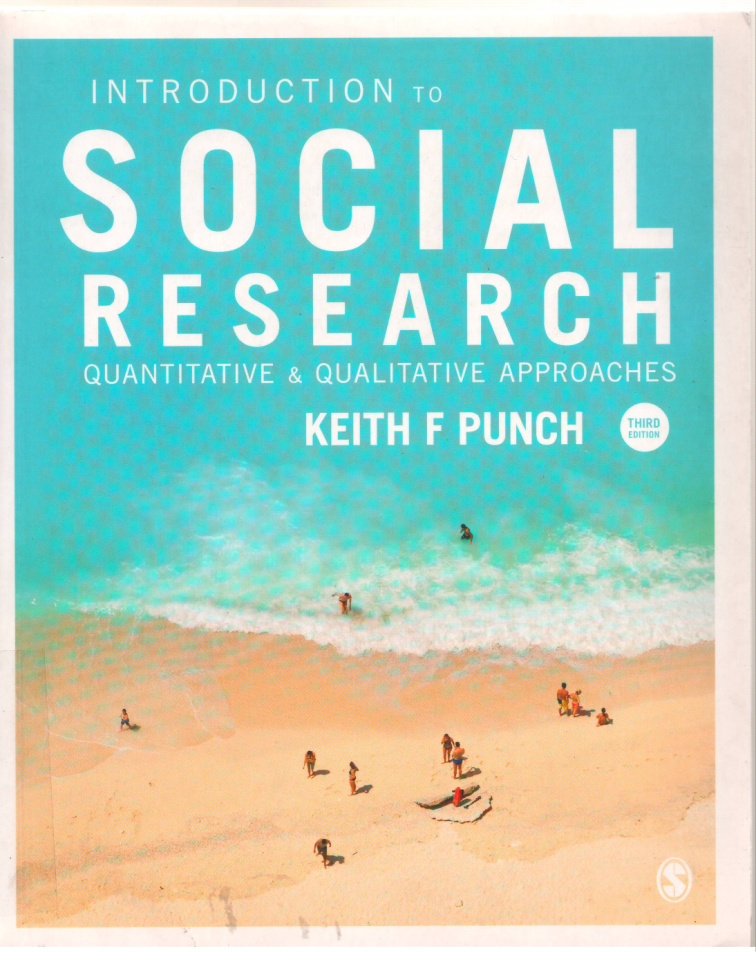 INTRODUCTION TO
SOCIAL
RESEARCH
QUANTITATIVE & QUALITATIVE APPROACHES
KEITH F PUNCH
THIRD
EDITION
S